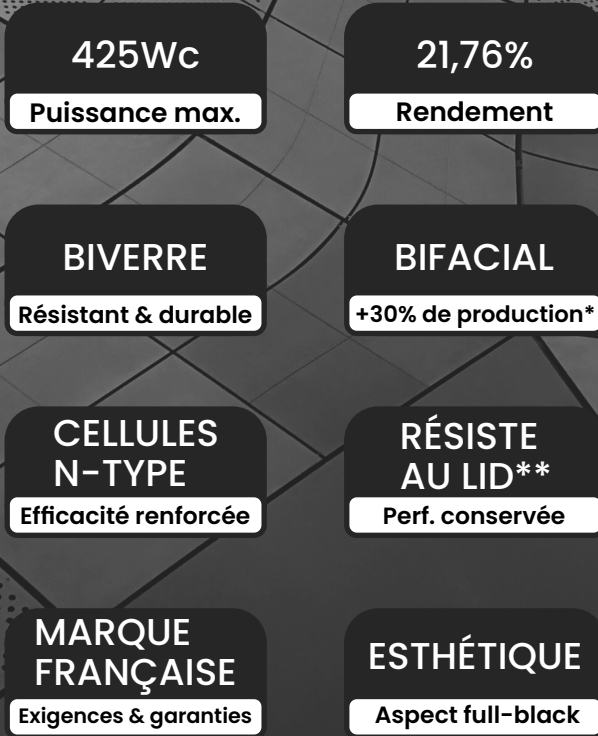 425Wc
Puissance max.
21,76%
Rendement
BIVERRE
Résistant & durable
BIFACIAL
+30% de production*
CELLULES
N-TYPE
Efficacité renforcée
RÉSISTE
AU LID**
Perf. conservée
MARQUE
FRANÇAISE
Exigences & garanties
ESTHÉTIQUE
Aspect full-black